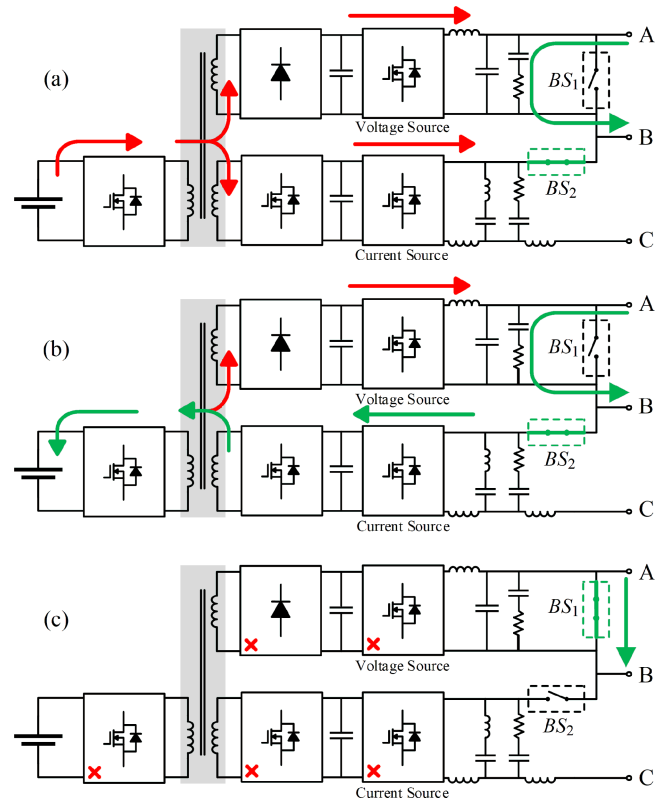 A
(a)
BS1
Voltage Source
B
BS2
C
Current Source
A
(b)
BS1
Voltage Source
B
BS2
C
Current Source
A
(c)
BS1
Voltage Source
B
BS2
C
Current Source